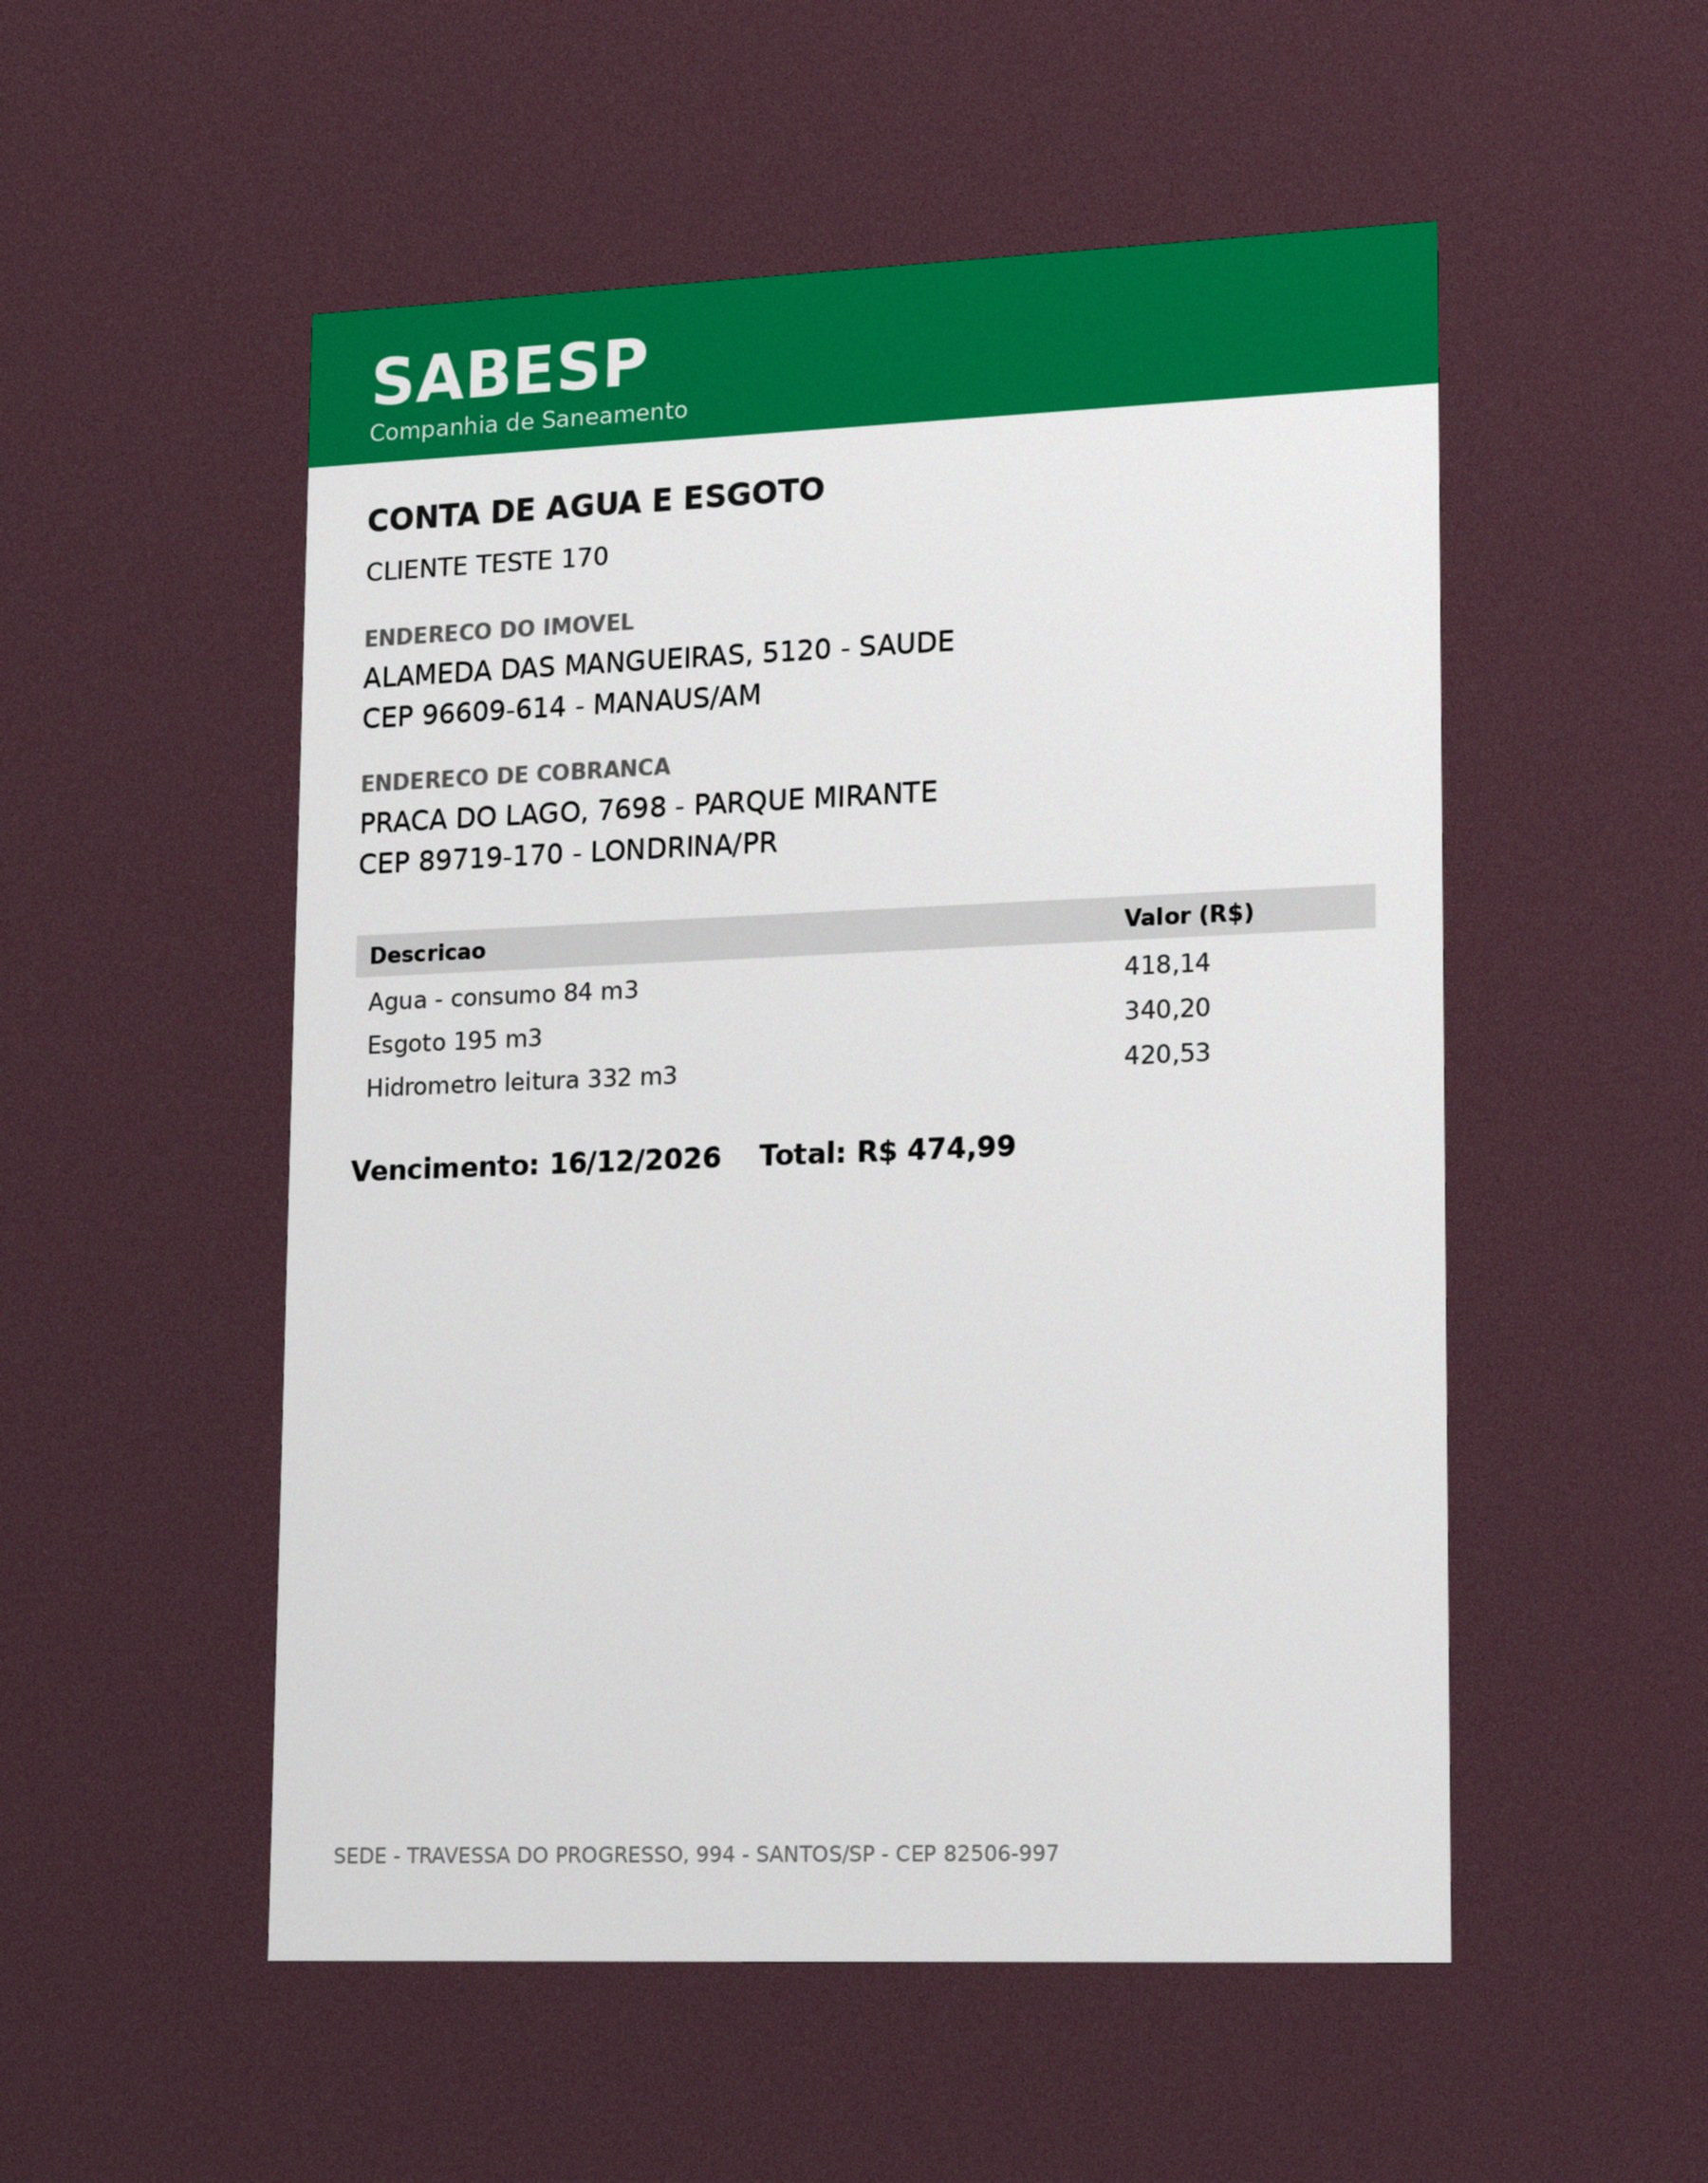 SABESP
Companhia de Saneamento
CONTA DE AGUA E ESGOTO
CLIENTE TESTE 170
ENDERECO DO IMOVEL
ALAMEDA DAS MANGUEIRAS, 5120 - SAUDE
CEP 96609-614 - MANAUS/AM
ENDERECO DE COBRANCA
PRACA DO LAGO, 7698 - PARQUE MIRANTE
CEP 89719-170 - LONDRINA/PR
Descricao Valor (R$)
Agua - consumo 84 m3 418,14
Esgoto 195 m3 340,20
Hidrometro leitura 332 m3 420,53
Vencimento: 16/12/2026 Total: R$ 474,99
SEDE - TRAVESSA DO PROGRESSO, 994 - SANTOS/SP - CEP 82506-997